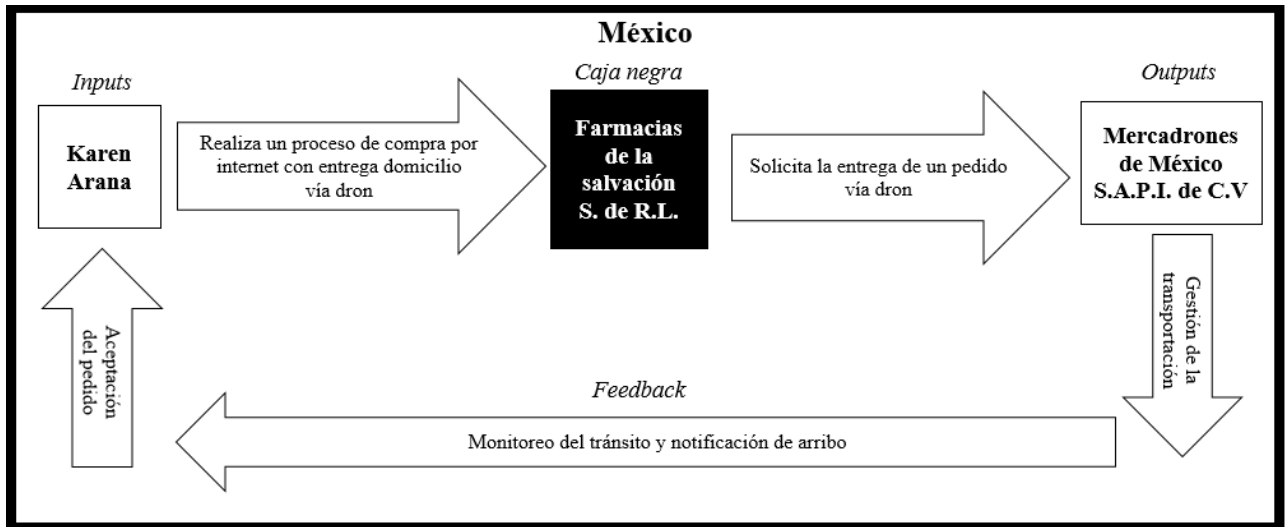 México
Inputs
Caja negra
Outputs
Karen
Arana
Realiza un proceso de compra por
internet con entrega domicilio
vía dron
Farmacias
de la
salvación
S. de R.L.
Solicita la entrega de un pedido
vía dron
Mercadrones
de México
S.A.P.I. de C.V
Gestión de la
transportación
Feedback
Monitoreo del tránsito y notificación de arribo
Aceptación
del pedido